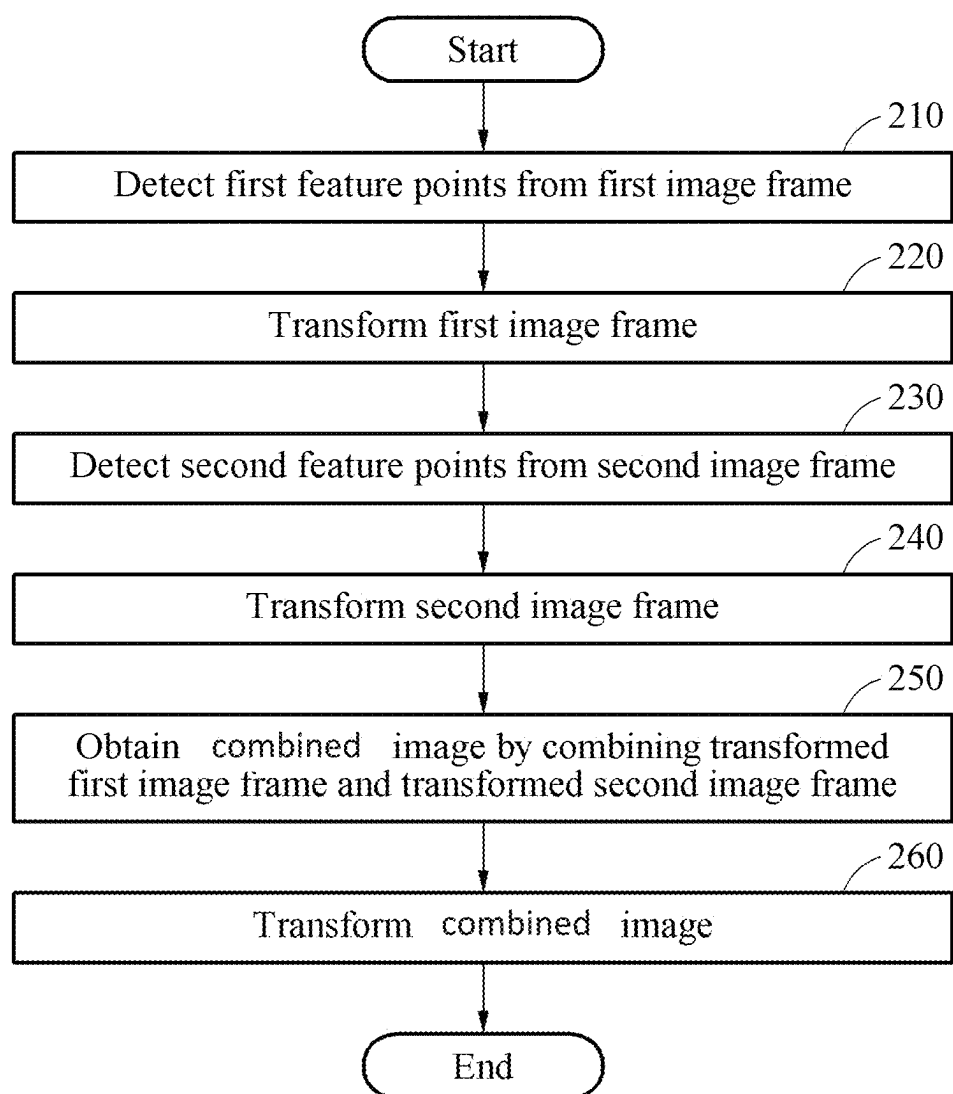 Start
210
Detect first feature points from first image frame
220
Transform first image frame
230
Detect second feature points from second image frame
240
Transform second image frame
250
Obtain combined image by combining transformed
first image frame and transformed second image frame
260
Transform combined image
End